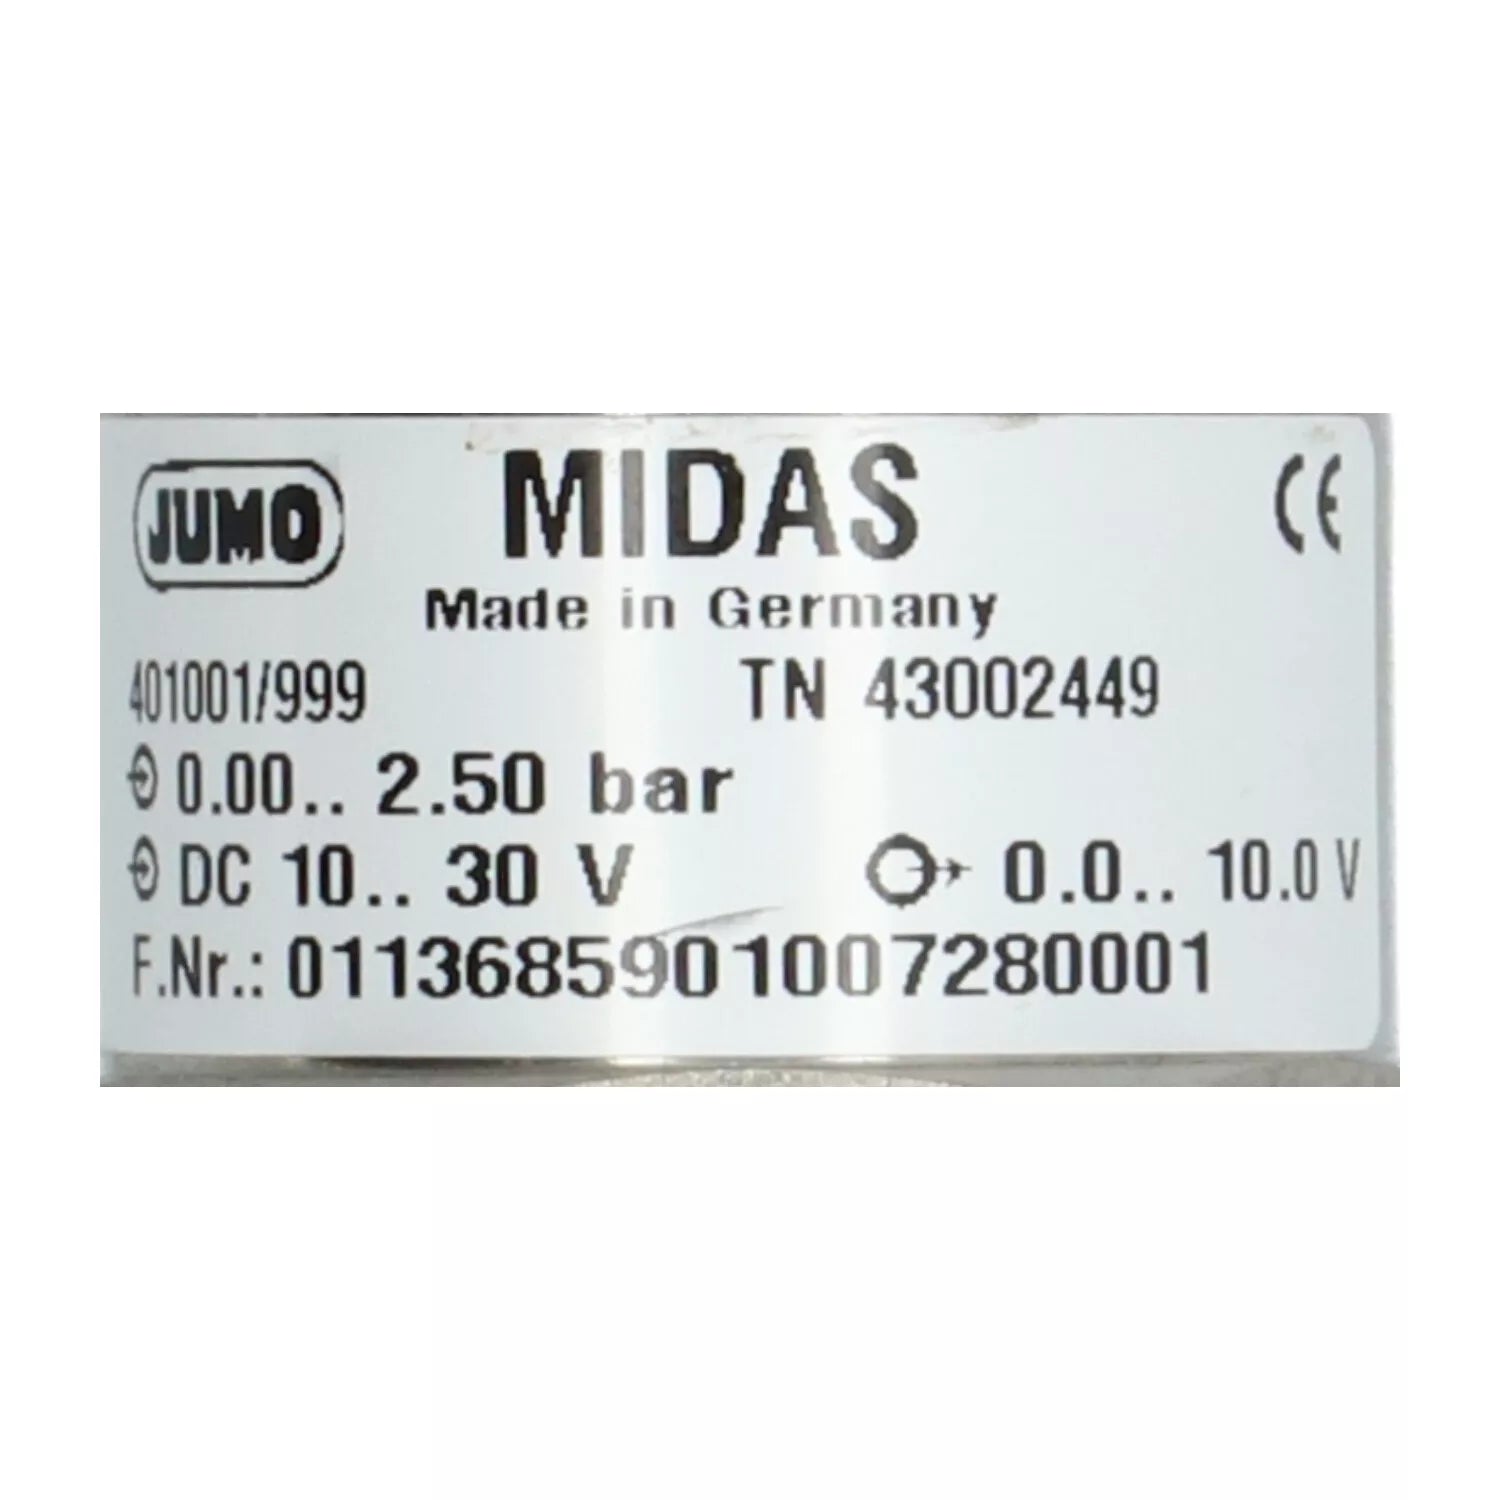 JUMO MIDAS CE
Made in Germany
401001/999 TN 43002449
0.00.. 2.50 bar
DC 10.. 30 V 0.0.. 10.0 V
F.Nr.: 0113685901007280001